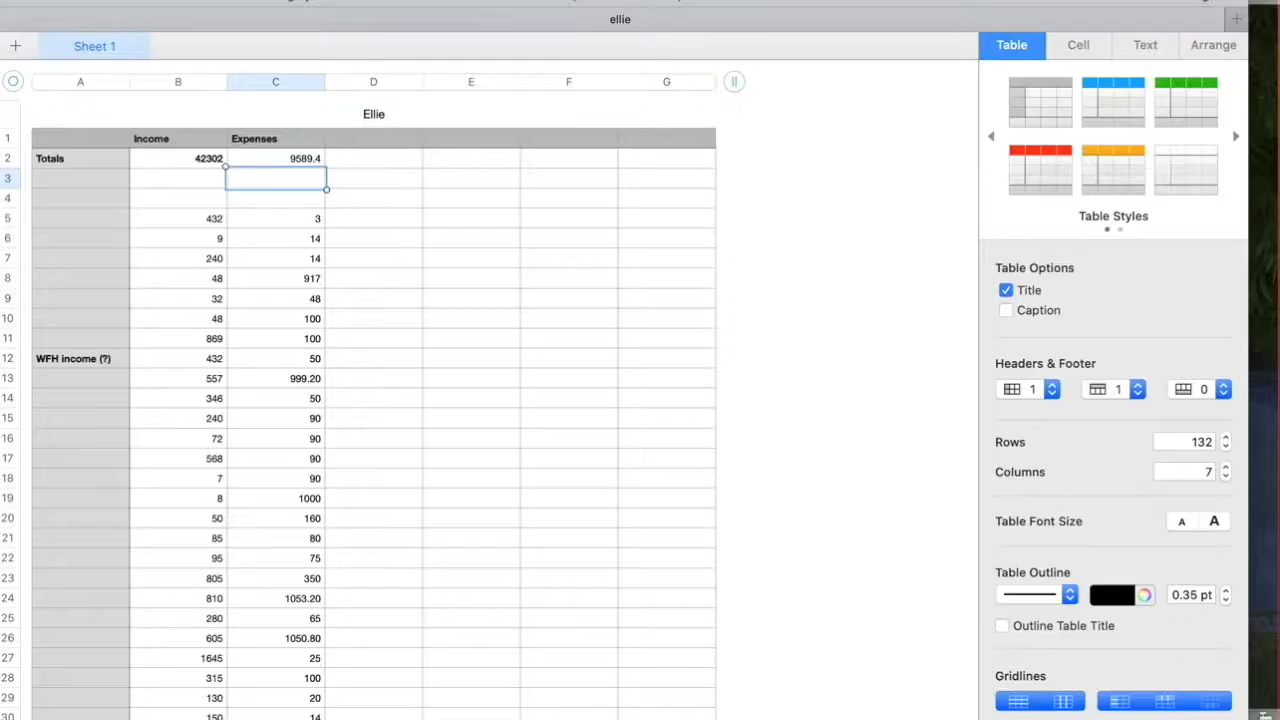 ellie
Sheet 1
Table Cell Text Arrange
A B C D E F G
Ellie
1 Income Expenses
2 Totals 42302 9589.4
3
4
5 432 3
6 9 14
7 240 14
8 48 917
9 32 48
10 48 100
11 869 100
12 WFH income (?) 432 50
13 557 999.20
14 346 50
15 240 90
16 72 90
17 568 90
18 7 90
19 8 1000
20 50 160
21 85 80
22 95 75
23 805 350
24 810 1053.20
25 280 65
26 605 1050.80
27 1645 25
28 315 100
29 130 20
30 150 14
Table Styles
Table Options
Title
Caption
Headers & Footer
1 1 0
Rows 132
Columns 7
Table Font Size A A
Table Outline
0.35 pt
Outline Table Title
Gridlines